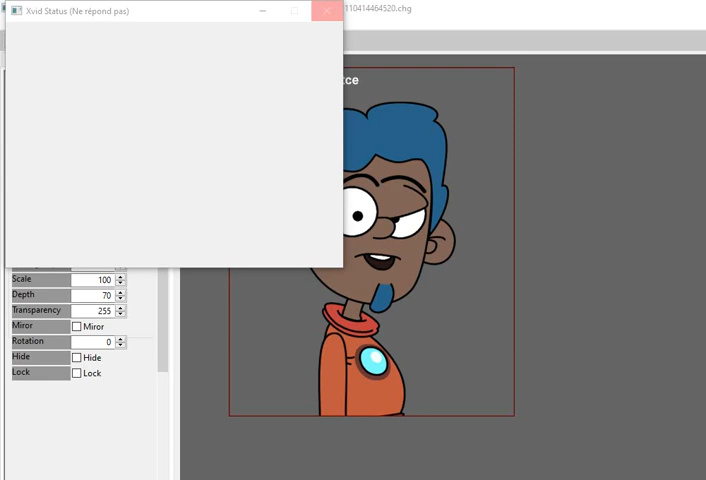 Xvid Status (Ne répond pas)
110414464520.chg
Scale 100
Depth 70
Transparency 255
Miror Miror
Rotation 0
Hide Hide
Lock Lock